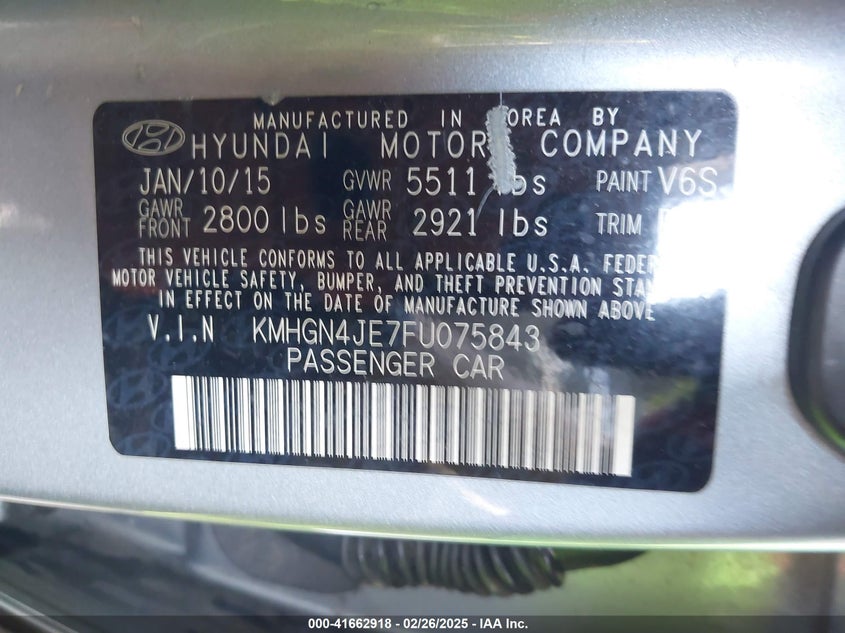 MANUFACTURED IN KOREA BY
HYUNDAI MOTOR COMPANY
JAN/10/15 GVWR 5511 lbs PAINT V6S
GAWR FRONT 2800 lbs GAWR REAR 2921 lbs TRIM
THIS VEHICLE CONFORMS TO ALL APPLICABLE U.S.A. FEDER
MOTOR VEHICLE SAFETY, BUMPER, AND THEFT PREVENTION STAN
IN EFFECT ON THE DATE OF MANUFACTURE SHOWN ABOVE
V.I.N KMHGN4JE7FU075843
PASSENGER CAR
000-41662918 - 02/26/2025 - IAA Inc.